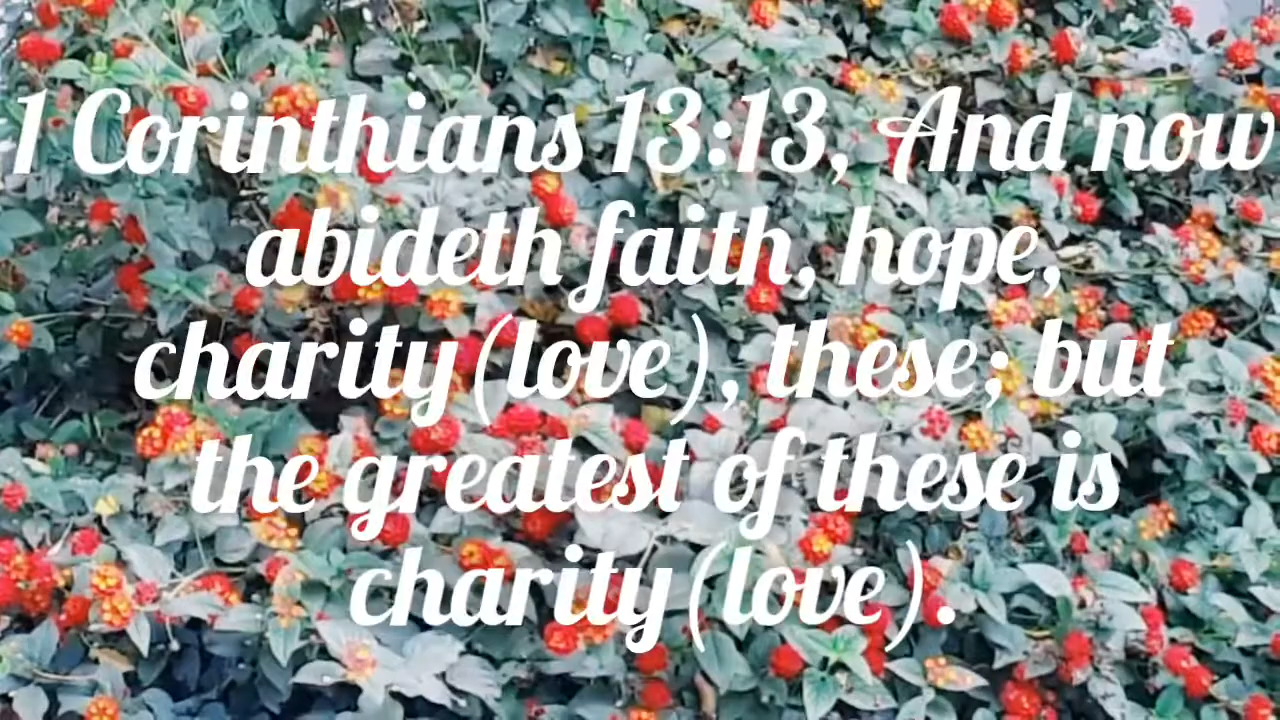 1 Corinthians 13:13, And now
abideth faith, hope,
charity (love), these; but
the greatest of these is
charity (love).